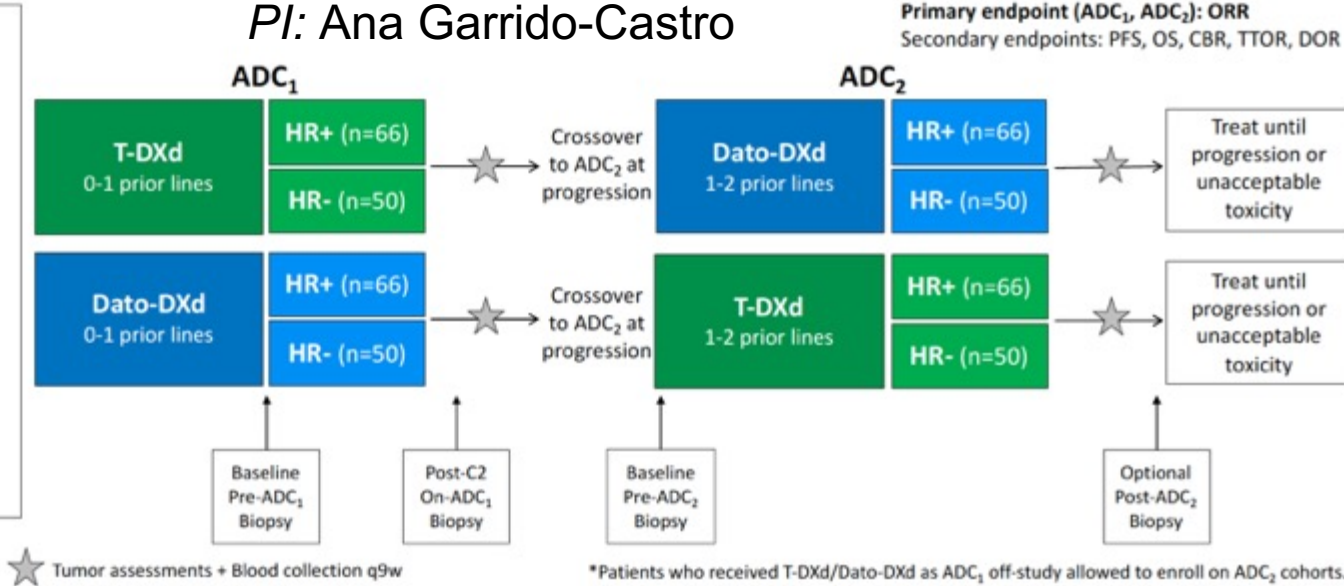 PI: Ana Garrido-Castro
Primary endpoint (ADC₁, ADC₂): ORR
Secondary endpoints: PFS, OS, CBR, TTOR, DOR
ADC₁
ADC₂
T-DXd
0-1 prior lines
HR+ (n=66)
HR- (n=50)
Crossover
to ADC₂ at
progression
Dato-DXd
1-2 prior lines
HR+ (n=66)
HR- (n=50)
Treat until
progression or
unacceptable
toxicity
Dato-DXd
0-1 prior lines
HR+ (n=66)
HR- (n=50)
Crossover
to ADC₂ at
progression
T-DXd
1-2 prior lines
HR+ (n=66)
HR- (n=50)
Treat until
progression or
unacceptable
toxicity
Baseline
Pre-ADC₁
Biopsy
Post-C2
On-ADC₁
Biopsy
Baseline
Pre-ADC₂
Biopsy
Optional
Post-ADC₂
Biopsy
Tumor assessments + Blood collection q9w
*Patients who received T-DXd/Dato-DXd as ADC₁ off-study allowed to enroll on ADC₂ cohorts